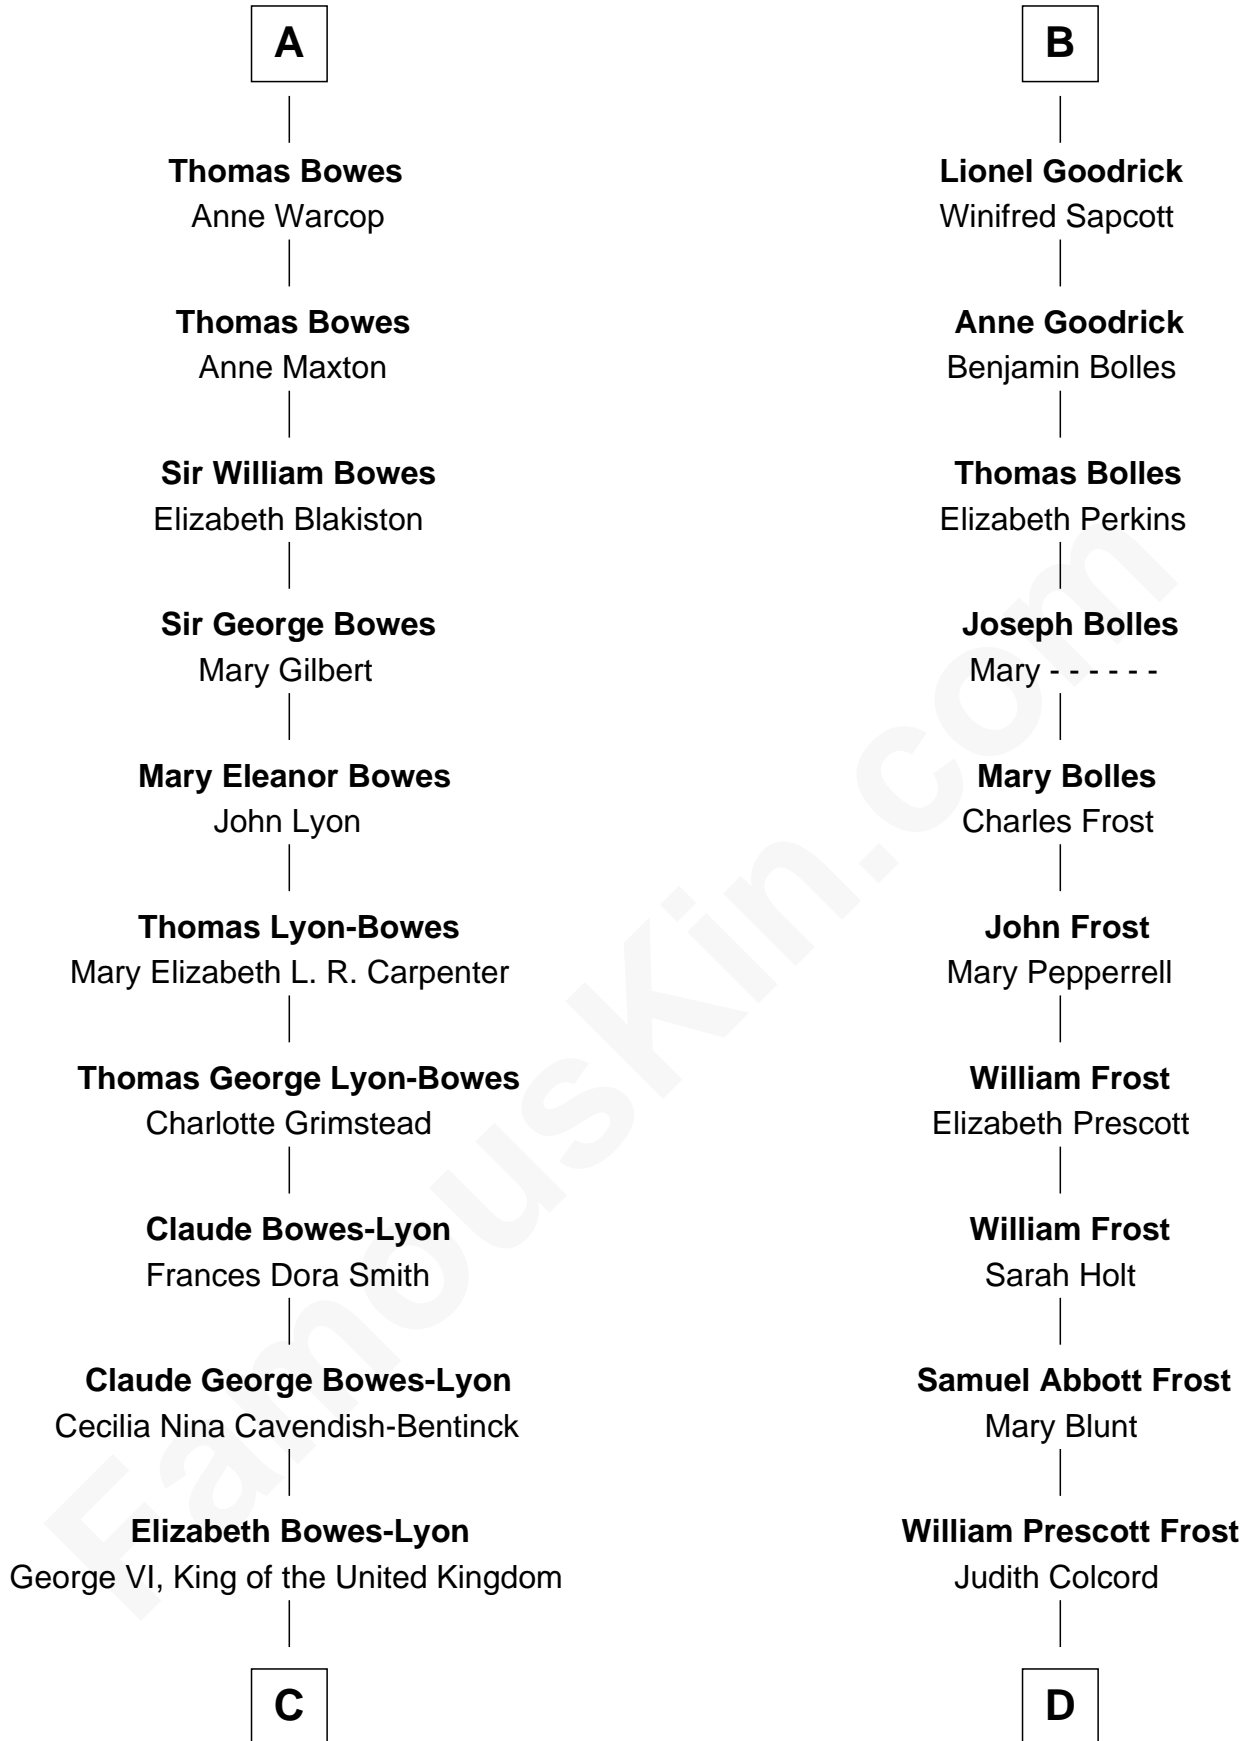 A
Thomas Bowes
Anne Warcop
Thomas Bowes
Anne Maxton
Sir William Bowes
Elizabeth Blakiston
Sir George Bowes
Mary Gilbert
Mary Eleanor Bowes
John Lyon
Thomas Lyon-Bowes
Mary Elizabeth L. R. Carpenter
Thomas George Lyon-Bowes
Charlotte Grimstead
Claude Bowes-Lyon
Frances Dora Smith
Claude George Bowes-Lyon
Cecilia Nina Cavendish-Bentinck
Elizabeth Bowes-Lyon
George VI, King of the United Kingdom
C
B
Lionel Goodrick
Winifred Sapcott
Anne Goodrick
Benjamin Bolles
Thomas Bolles
Elizabeth Perkins
Joseph Bolles
Mary - - - - - -
Mary Bolles
Charles Frost
John Frost
Mary Pepperrell
William Frost
Elizabeth Prescott
William Frost
Sarah Holt
Samuel Abbott Frost
Mary Blunt
William Prescott Frost
Judith Colcord
D
FamousKin.com